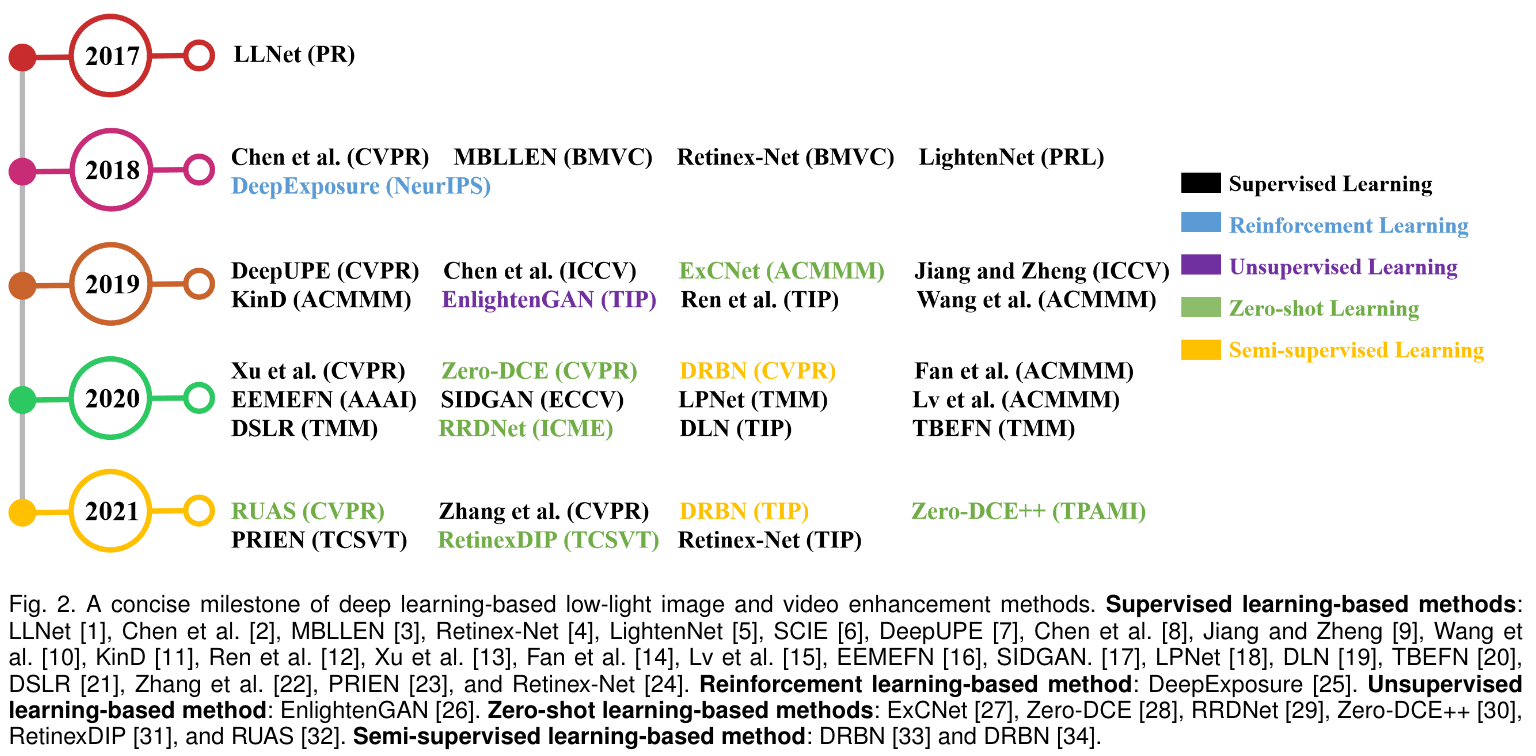 2017 LLNet (PR)
2018 Chen et al. (CVPR) MBLLEN (BMVC) Retinex-Net (BMVC) LightenNet (PRL)
DeepExposure (NeurIPS)
2019 DeepUPE (CVPR) Chen et al. (ICCV) ExCNet (ACMMM) Jiang and Zheng (ICCV)
KinD (ACMMM) EnlightenGAN (TIP) Ren et al. (TIP) Wang et al. (ACMMM)
2020 Xu et al. (CVPR) Zero-DCE (CVPR) DRBN (CVPR) Fan et al. (ACMMM)
EEMEFN (AAAI) SIDGAN (ECCV) LPNet (TMM) Lv et al. (ACMMM)
DSLR (TMM) RRDNet (ICME) DLN (TIP) TBEFN (TMM)
2021 RUAS (CVPR) Zhang et al. (CVPR) DRBN (TIP) Zero-DCE++ (TPAMI)
PRIEN (TCSVT) RetinexDIP (TCSVT) Retinex-Net (TIP)
Supervised Learning
Reinforcement Learning
Unsupervised Learning
Zero-shot Learning
Semi-supervised Learning
Fig. 2. A concise milestone of deep learning-based low-light image and video enhancement methods. Supervised learning-based methods:
LLNet [1], Chen et al. [2], MBLLEN [3], Retinex-Net [4], LightenNet [5], SCIE [6], DeepUPE [7], Chen et al. [8], Jiang and Zheng [9], Wang et
al. [10], KinD [11], Ren et al. [12], Xu et al. [13], Fan et al. [14], Lv et al. [15], EEMEFN [16], SIDGAN. [17], LPNet [18], DLN [19], TBEFN [20],
DSLR [21], Zhang et al. [22], PRIEN [23], and Retinex-Net [24]. Reinforcement learning-based method: DeepExposure [25]. Unsupervised
learning-based method: EnlightenGAN [26]. Zero-shot learning-based methods: ExCNet [27], Zero-DCE [28], RRDNet [29], Zero-DCE++ [30],
RetinexDIP [31], and RUAS [32]. Semi-supervised learning-based method: DRBN [33] and DRBN [34].